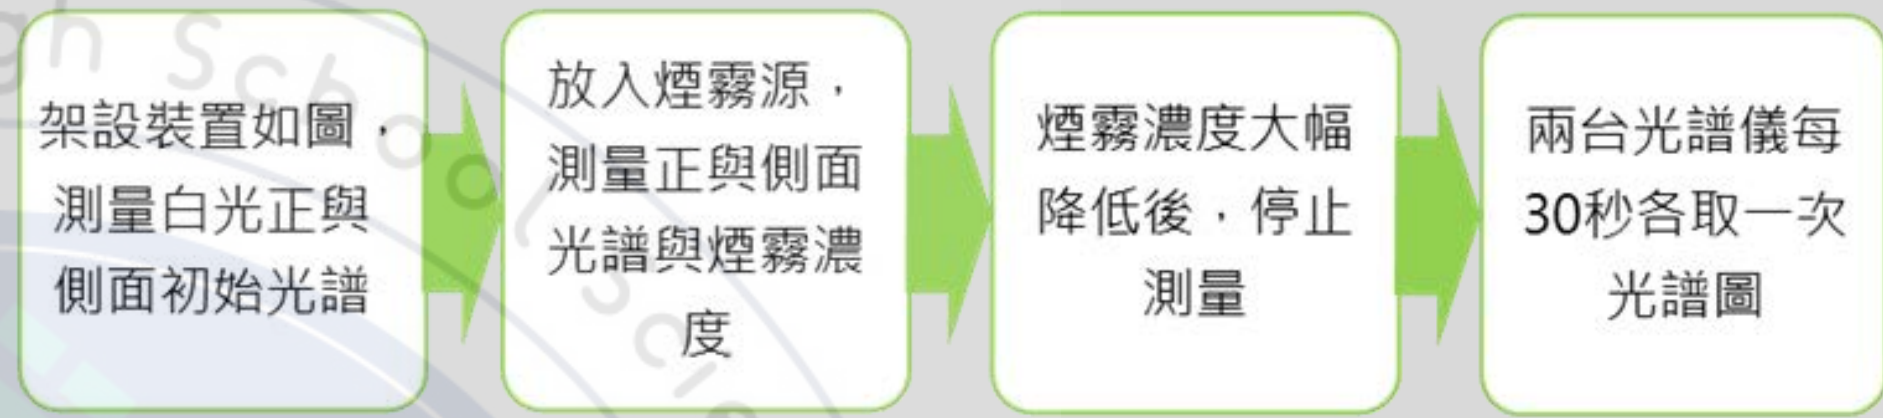 架設裝置如圖，
測量白光正與
側面初始光譜
放入煙霧源，
測量正與側面
光譜與煙霧濃
度
煙霧濃度大幅
降低後，停止
測量
兩台光譜儀每
30秒各取一次
光譜圖
gh School Scie